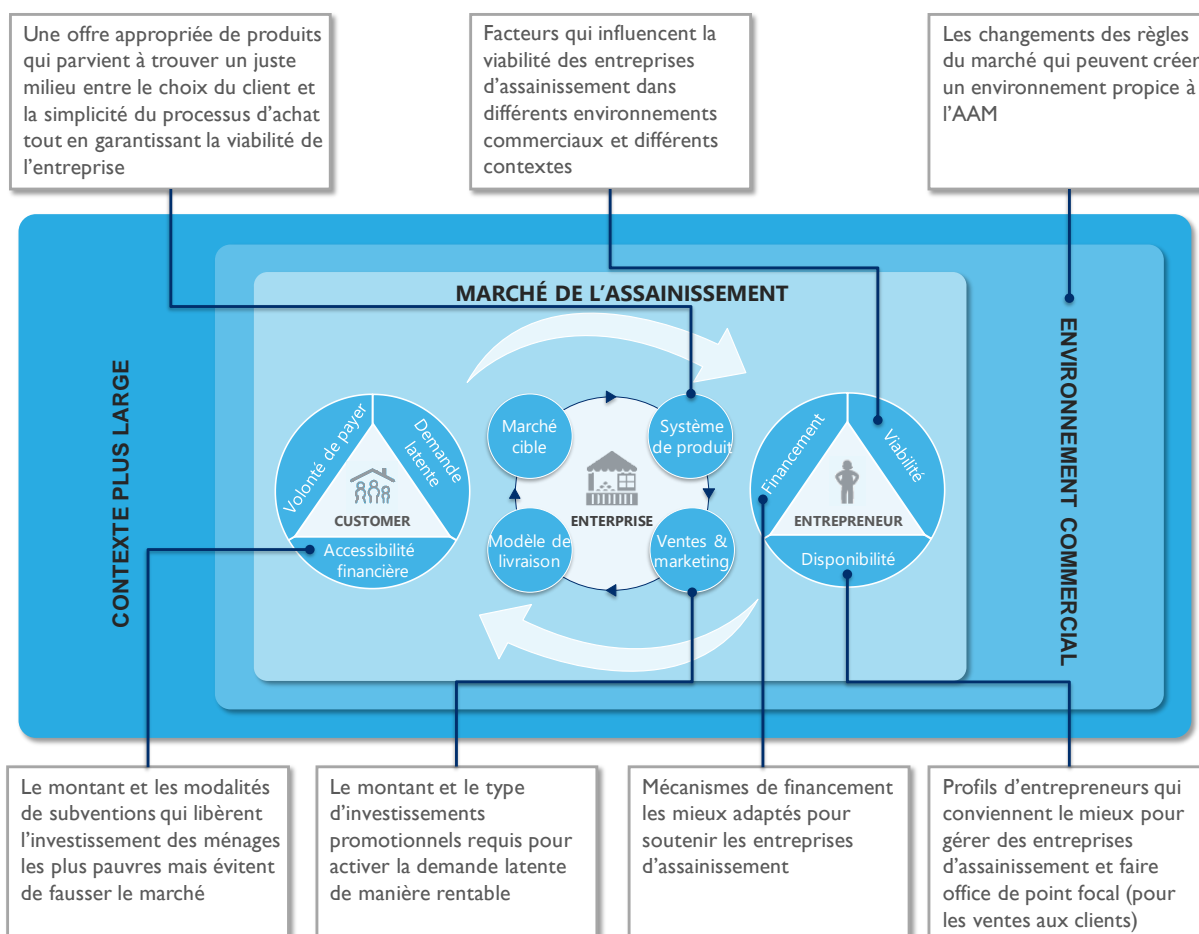 Une offre appropriée de produits
qui parvient à trouver un juste
milieu entre le choix du client et
la simplicité du processus d'achat
tout en garantissant la viabilité de
l'entreprise
Facteurs qui influencent la
viabilité des entreprises
d'assainissement dans
différents environnements
commerciaux et différents
contextes
Les changements des règles
du marché qui peuvent créer
un environnement propice à
l'AAM
MARCHÉ DE L'ASSAINISSEMENT
CONTEXTE PLUS LARGE
ENVIRONNEMENT COMMERCIAL
Volonté de payer
Demande
latente
CUSTOMER
Accessibilité
financière
Marché
cible
Système
de produit
ENTERPRISE
Modèle de
livraison
Ventes &
marketing
Financement
Viabilité
ENTREPRENEUR
Disponibilité
Le montant et les modalités
de subventions qui libèrent
l'investissement des ménages
les plus pauvres mais évitent
de fausser le marché
Le montant et le type
d'investissements
promotionnels requis pour
activer la demande latente
de manière rentable
Mécanismes de financement
les mieux adaptés pour
soutenir les entreprises
d'assainissement
Profils d'entrepreneurs qui
conviennent le mieux pour
gérer des entreprises
d'assainissement et faire
office de point focal (pour
les ventes aux clients)